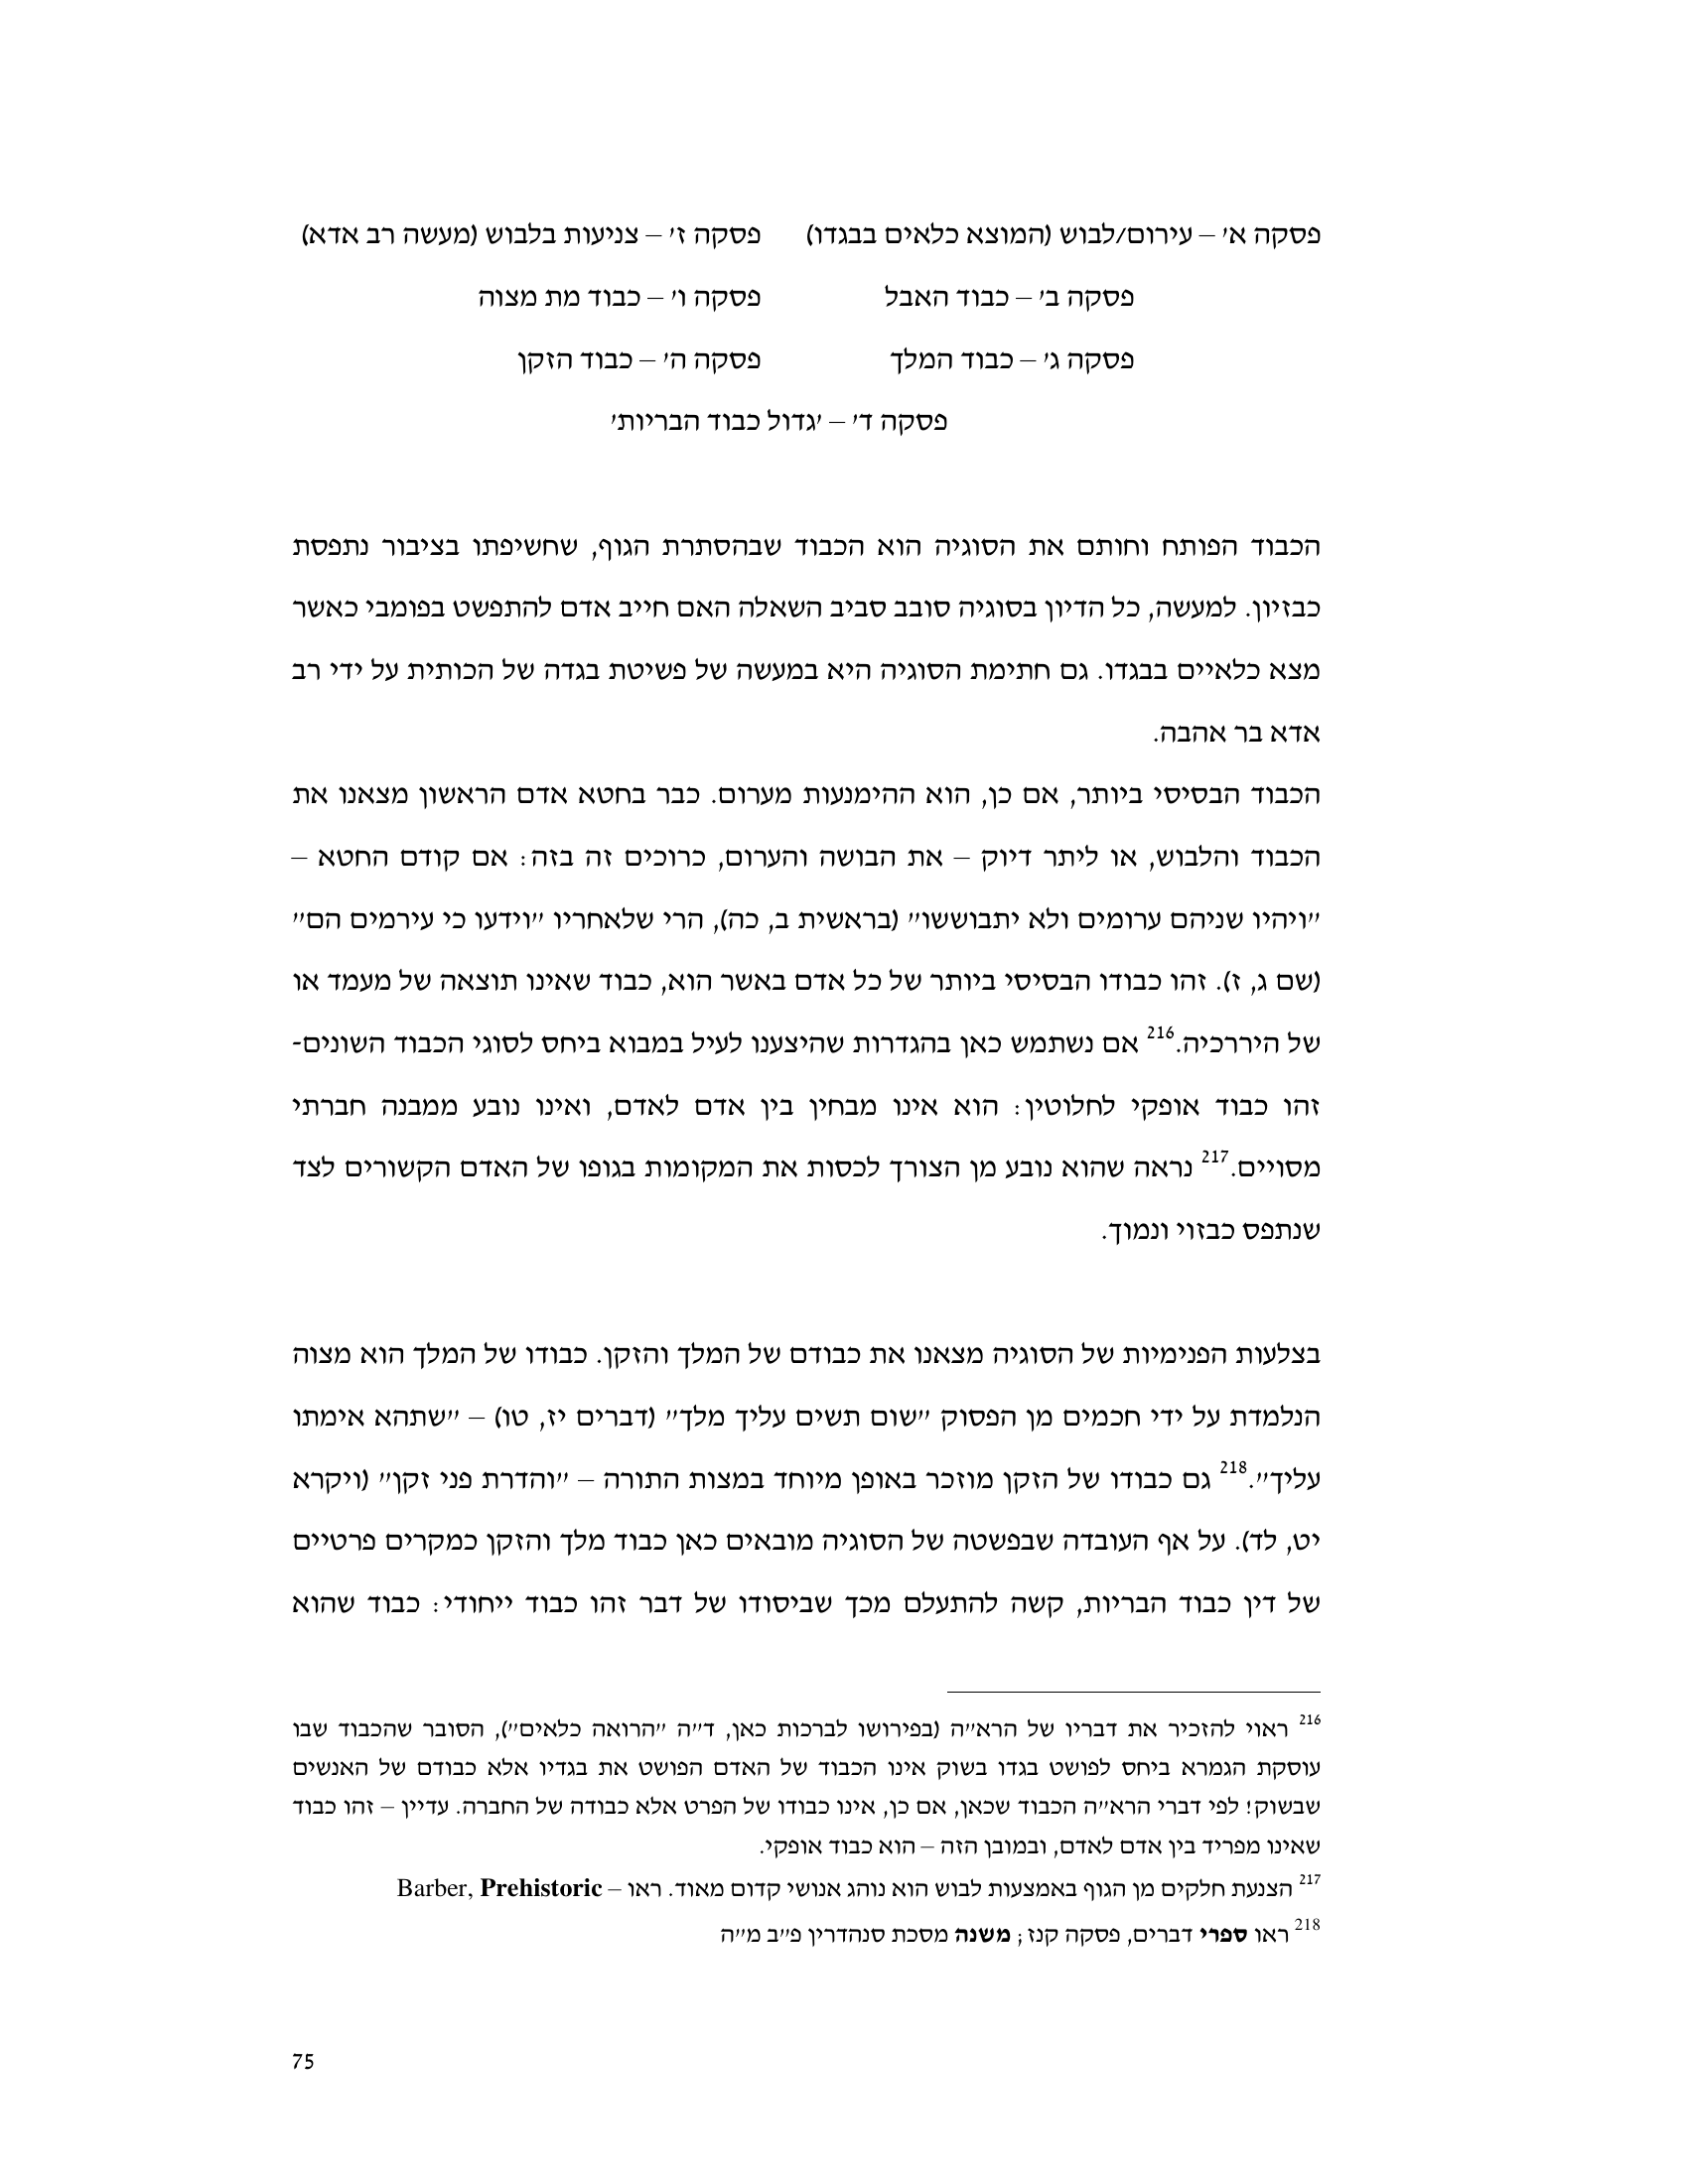 פסקה א' – עירום/לבוש (המוצא כלאים בבגדו) פסקה ז' – צניעות בלבוש (מעשה רב אדא)
פסקה ב' – כבוד האבל פסקה ו' – כבוד מת מצוה
פסקה ג' – כבוד המלך פסקה ה' – כבוד הזקן
פסקה ד' – 'גדול כבוד הבריות'
הכבוד הפותח וחותם את הסוגיה הוא הכבוד שבהסתרת הגוף, שחשיפתו בציבור נתפסת
כבזיון. למעשה, כל הדיון בסוגיה סובב סביב השאלה האם חייב אדם להתפשט בפומבי כאשר
מצא כלאיים בבגדו. גם חתימת הסוגיה היא במעשה של פשיטת בגדה של הכותית על ידי רב
אדא בר אהבה.
הכבוד הבסיסי ביותר, אם כן, הוא ההימנעות מערום. כבר בחטא אדם הראשון מצאנו את
הכבוד והלבוש, או ליתר דיוק – את הבושה והערום, כרוכים זה בזה: אם קודם החטא –
"ויהיו שניהם ערומים ולא יתבוששו" (בראשית ב, כה), הרי שלאחריו "וידעו כי עירמים הם"
(שם ג, ז). זהו כבודו הבסיסי ביותר של כל אדם באשר הוא, כבוד שאינו תוצאה של מעמד או
של היררכיה.216 אם נשתמש כאן בהגדרות שהיצענו לעיל במבוא ביחס לסוגי הכבוד השונים-
זהו כבוד אופקי לחלוטין: הוא אינו מבחין בין אדם לאדם, ואינו נובע ממבנה חברתי
מסויים.217 נראה שהוא נובע מן הצורך לכסות את המקומות בגופו של האדם הקשורים לצד
שנתפס כבזוי ונמוך.
בצלעות הפנימיות של הסוגיה מצאנו את כבודם של המלך והזקן. כבודו של המלך הוא מצוה
הנלמדת על ידי חכמים מן הפסוק "שום תשים עליך מלך" (דברים יז, טו) – "שתהא אימתו
עליך".218 גם כבודו של הזקן מוזכר באופן מיוחד במצות התורה – "והדרת פני זקן" (ויקרא
יט, לד). על אף העובדה שבפשטה של הסוגיה מובאים כאן כבוד מלך והזקן כמקרים פרטיים
של דין כבוד הבריות, קשה להתעלם מכך שביסודו של דבר זהו כבוד ייחודי: כבוד שהוא
216 ראוי להזכיר את דבריו של הרא"ה (בפירושו לברכות כאן, ד"ה "הרואה כלאים"), הסובר שהכבוד שבו
עוסקת הגמרא ביחס לפושט בגדו בשוק אינו הכבוד של האדם הפושט את בגדיו אלא כבודם של האנשים
שבשוק! לפי דברי הרא"ה הכבוד שכאן, אם כן, אינו כבודו של הפרט אלא כבודה של החברה. עדיין – זהו כבוד
שאינו מפריד בין אדם לאדם, ובמובן הזה – הוא כבוד אופקי.
217 הצנעת חלקים מן הגוף באמצעות לבוש הוא נוהג אנושי קדום מאוד. ראו – Barber, Prehistoric
218 ראו ספרי דברים, פסקה קנז; משנה מסכת סנהדרין פ"ב מ"ה
75